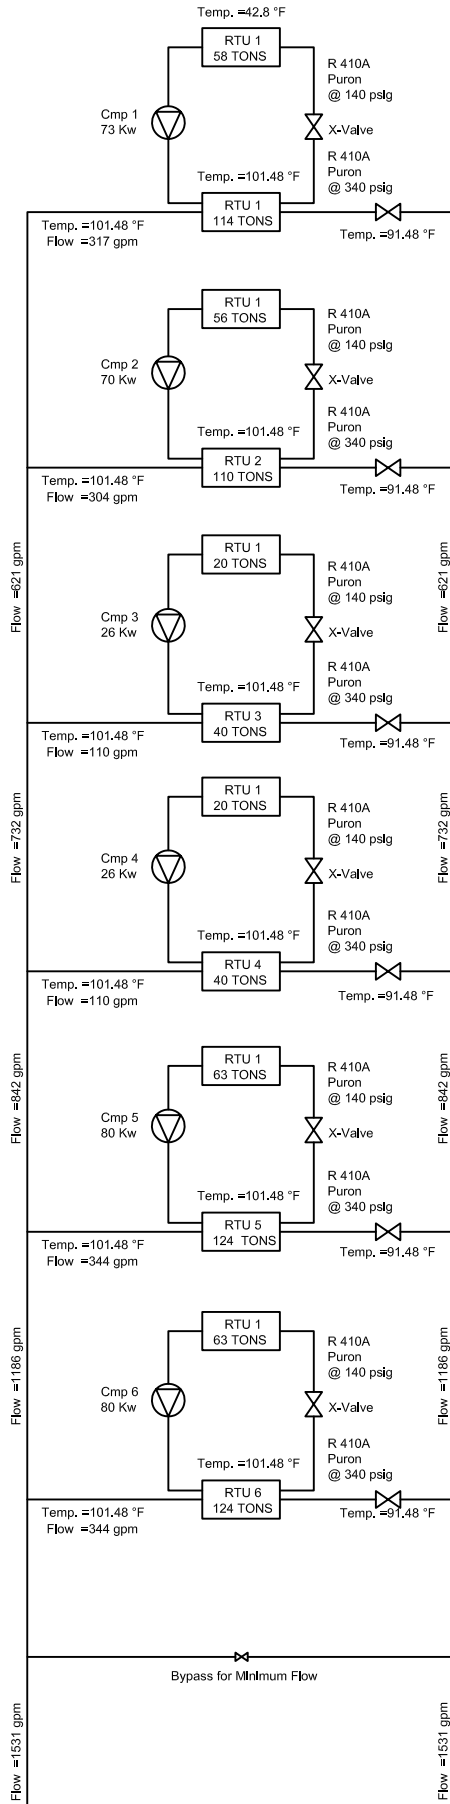 Temp. =42.8 °F
RTU 1
58 TONS
R 410A
Puron
@ 140 psig
Cmp 1
73 Kw
X-Valve
R 410A
Puron
@ 340 psig
Temp. =101.48 °F
RTU 1
114 TONS
Temp. =101.48 °F
Flow =317 gpm
Temp. =91.48 °F
RTU 1
56 TONS
R 410A
Puron
@ 140 psig
Cmp 2
70 Kw
X-Valve
R 410A
Puron
@ 340 psig
Temp. =101.48 °F
RTU 2
110 TONS
Temp. =101.48 °F
Flow =304 gpm
Temp. =91.48 °F
Flow =621 gpm
Flow =621 gpm
RTU 1
20 TONS
R 410A
Puron
@ 140 psig
Cmp 3
26 Kw
X-Valve
R 410A
Puron
@ 340 psig
Temp. =101.48 °F
RTU 3
40 TONS
Temp. =101.48 °F
Flow =110 gpm
Temp. =91.48 °F
Flow =732 gpm
Flow =732 gpm
RTU 1
20 TONS
R 410A
Puron
@ 140 psig
Cmp 4
26 Kw
X-Valve
R 410A
Puron
@ 340 psig
Temp. =101.48 °F
RTU 4
40 TONS
Temp. =101.48 °F
Flow =110 gpm
Temp. =91.48 °F
Flow =842 gpm
Flow =842 gpm
RTU 1
63 TONS
R 410A
Puron
@ 140 psig
Cmp 5
80 Kw
X-Valve
R 410A
Puron
@ 340 psig
Temp. =101.48 °F
RTU 5
124 TONS
Temp. =101.48 °F
Flow =344 gpm
Temp. =91.48 °F
Flow =1186 gpm
Flow =1186 gpm
RTU 1
63 TONS
R 410A
Puron
@ 140 psig
Cmp 6
80 Kw
X-Valve
R 410A
Puron
@ 340 psig
Temp. =101.48 °F
RTU 6
124 TONS
Temp. =101.48 °F
Flow =344 gpm
Temp. =91.48 °F
Bypass for Minimum Flow
Flow =1531 gpm
Flow =1531 gpm